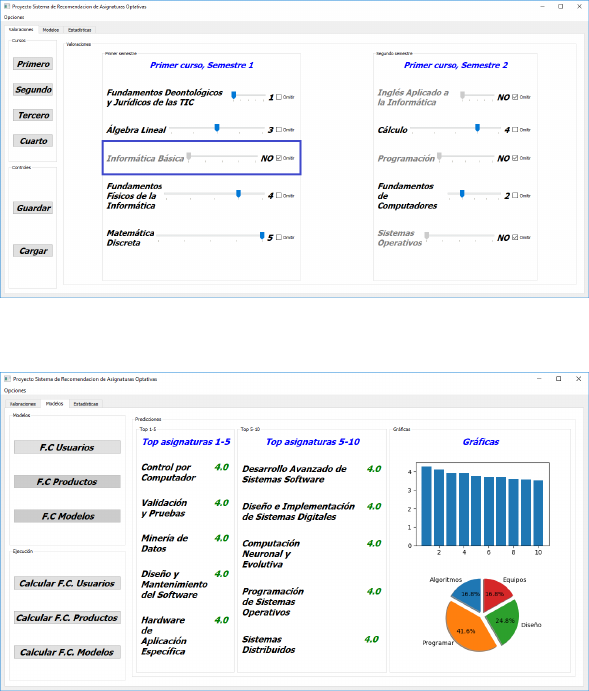 Proyecto Sistema de Recomendacion de Asignaturas Optativas
Opciones
Valoraciones Modelos Estadísticas
Cursos
Primero
Segundo
Tercero
Cuarto
Controles
Guardar
Cargar
Valoraciones
Primer semestre
Primer curso, Semestre 1
Fundamentos Deontológicos
y Jurídicos de las TIC
1 Omitir
Álgebra Lineal 3 Omitir
Informática Básica NO Omitir
Fundamentos
Físicos de la
Informática
4 Omitir
Matemática
Discreta
5 Omitir
Segundo semestre
Primer curso, Semestre 2
Inglés Aplicado a
la Informática
NO Omitir
Cálculo 4 Omitir
Programación NO Omitir
Fundamentos
de
Computadores
2 Omitir
Sistemas
Operativos
NO Omitir
Proyecto Sistema de Recomendacion de Asignaturas Optativas
Opciones
Valoraciones Modelos Estadísticas
Modelos
F.C Usuarios
F.C Productos
F.C Modelos
Ejecución
Calcular F.C. Usuarios
Calcular F.C. Productos
Calcular F.C. Modelos
Predicciones
Top 1-5
Top asignaturas 1-5
Control por
Computador
4.0
Validación
y Pruebas
4.0
Minería de
Datos
4.0
Diseño y
Mantenimiento
del Software
4.0
Hardware
de
Aplicación
Específica
4.0
Top 5-10
Top asignaturas 5-10
Desarrollo Avanzado de
Sistemas Software
4.0
Diseño e Implementación
de Sistemas Digitales
4.0
Computación
Neuronal y
Evolutiva
4.0
Programación
de Sistemas
Operativos
4.0
Sistemas
Distribuidos
4.0
Gráficas
Gráficas
4
3
2
1
0
2 4 6 8 10
Algoritmos Equipos
16.8% 16.8%
24.8% Diseño
41.6%
Programar